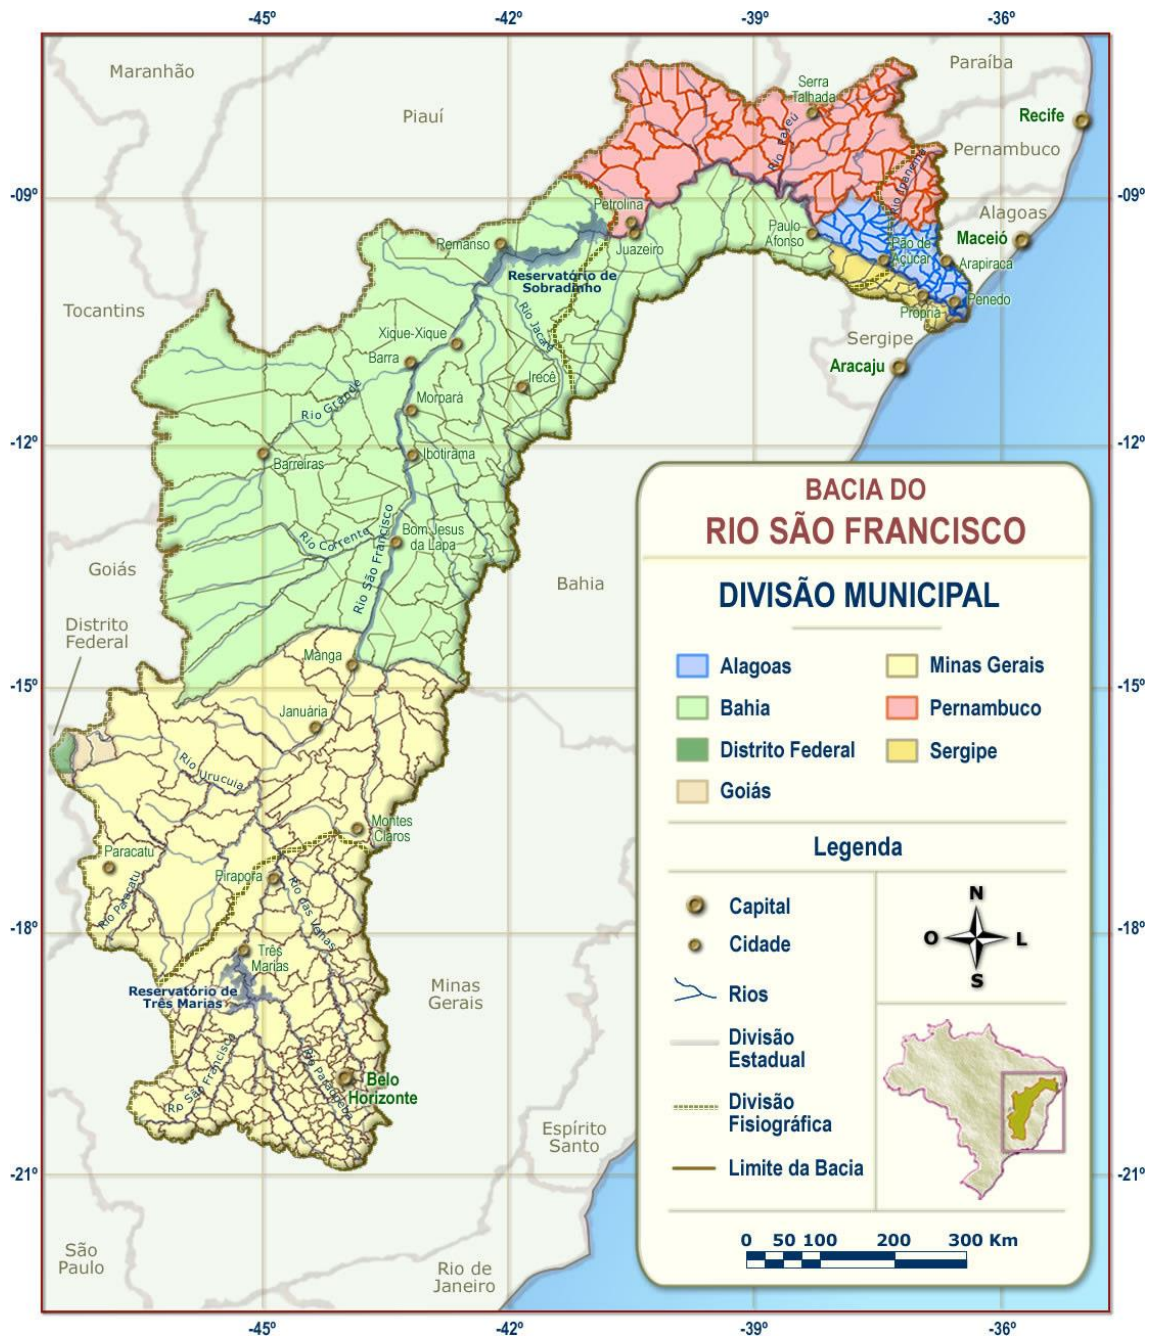 -45º
-42º
-39º
-36º
Maranhão
Piauí
Paraíba
Serra
Talhada
Recife
Rio Pajeú
Pernambuco
Rio Ipanema
-09º
-09º
Petrolina
Alagoas
Paulo
Afonso
Maceió
Remanso
Juazeiro
Pão de
Açúcar
Arapiraca
Reservatório de
Sobradinho
Tocantins
Rio Jacaré
Penedo
Propriá
Xique-Xique
Sergipe
Barra
Aracaju
Irecê
Rio Grande
Morpará
-12º
-12º
Barreiras
Ibotirama
Rio Corrente
Rio São Francisco
Bom Jesus
da Lapa
Goiás
Bahia
Distrito
Federal
Manga
-15º
-15º
Januária
Rio Urucuia
Montes
Claros
Paracatu
Rio Paracatu
Pirapora
Rio das Velhas
-18º
-18º
Três
Marias
Reservatório de
Três Marias
Minas
Gerais
Rio São Francisco
Rio Paraopeba
Belo
Horizonte
Espírito
Santo
-21º
-21º
São
Paulo
Rio de
Janeiro
-45º
-42º
-39º
-36º
BACIA DO
RIO SÃO FRANCISCO
DIVISÃO MUNICIPAL
Alagoas
Minas Gerais
Bahia
Pernambuco
Distrito Federal
Sergipe
Goiás
Legenda
Capital
Cidade
Rios
Divisão
Estadual
Divisão
Fisiográfica
Limite da Bacia
N
O
L
S
0 50 100 200 300 Km